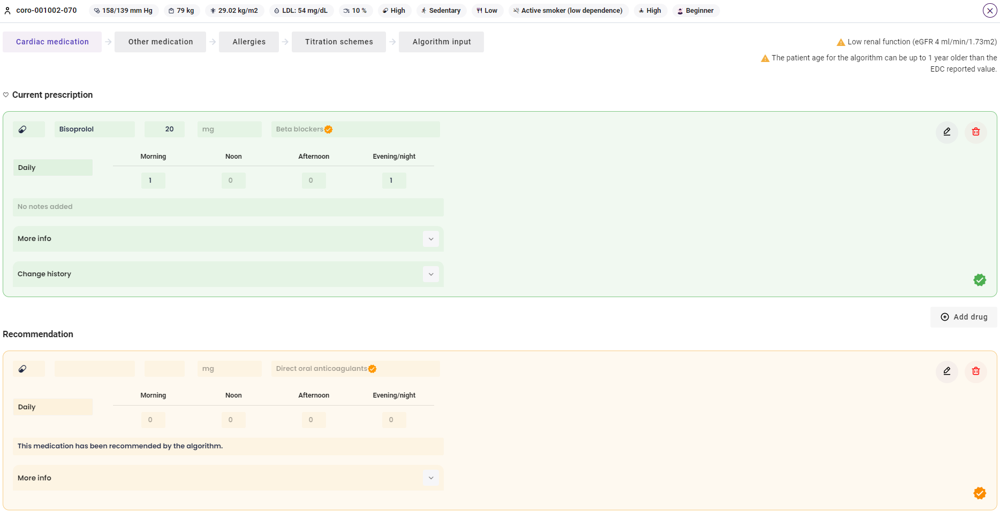 coro-001002-070 158/139 mm Hg 79 kg 29.02 kg/m2 LDL: 54 mg/dL 10 % High Sedentary Low Active smoker (low dependence) High Beginner
Cardiac medication Other medication Allergies Titration schemes Algorithm input
Low renal function (eGFR 4 ml/min/1.73m2)
The patient age for the algorithm can be up to 1 year older than the
EDC reported value.
Current prescription
Bisoprolol 20 mg Beta blockers
Morning Noon Afternoon Evening/night
Daily
1 0 0 1
No notes added
More info
Change history
Add drug
Recommendation
mg Direct oral anticoagulants
Morning Noon Afternoon Evening/night
Daily
0 0 0 0
This medication has been recommended by the algorithm.
More info